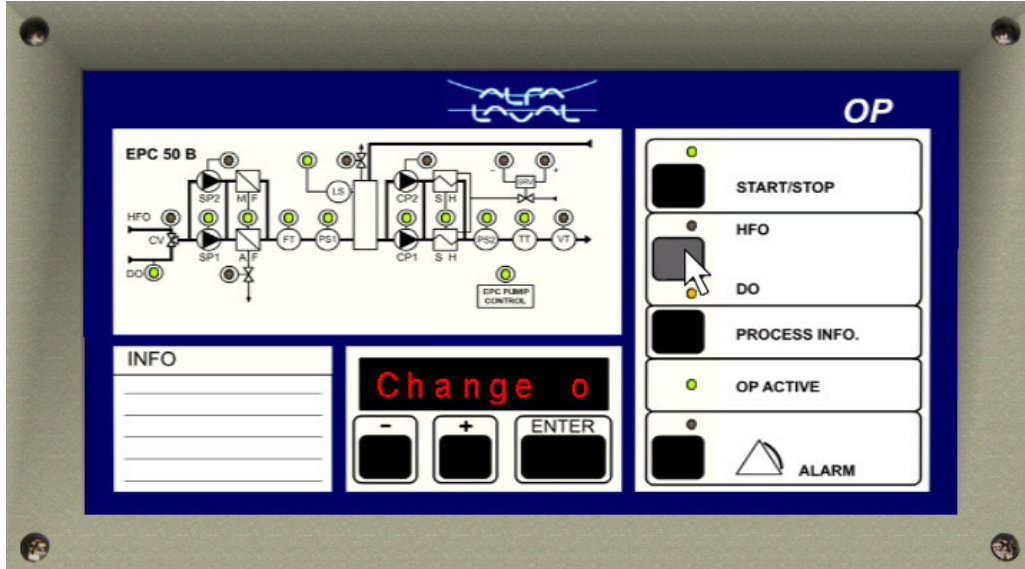 ALFA
LAVAL
OP
EPC 50 B
SP2
M F
LS
CP2
S H
-
SRV
+
HFO
CV
SP1
A F
FT
PS1
CP1
S H
PS2
TT
VT
DO
EPC PUMP
CONTROL
START/STOP
HFO
DO
PROCESS INFO.
OP ACTIVE
ALARM
INFO
Change o
-
+
ENTER